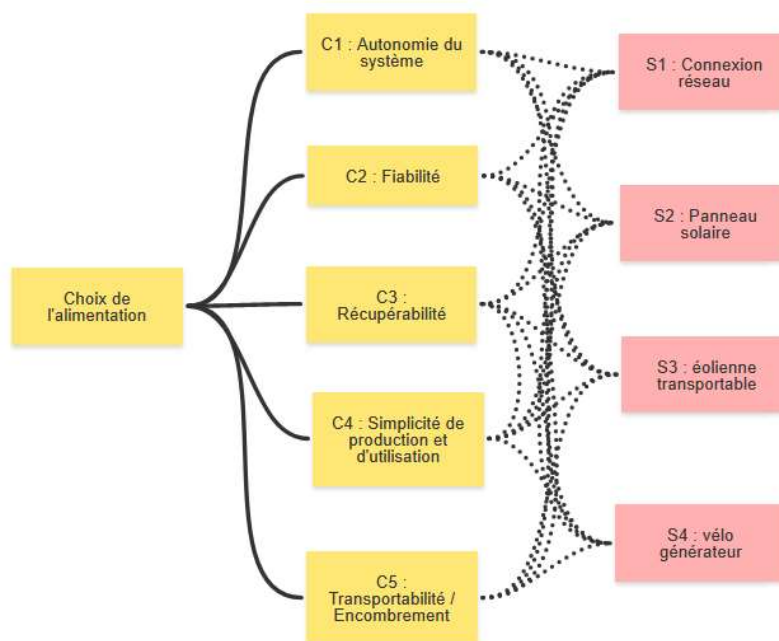 Choix de
l'alimentation
C1 : Autonomie du
système
C2 : Fiabilité
C3 :
Récupérabilité
C4 : Simplicité de
production et
d'utilisation
C5 :
Transportabilité /
Encombrement
S1 : Connexion
réseau
S2 : Panneau
solaire
S3 : éolienne
transportable
S4 : vélo
générateur